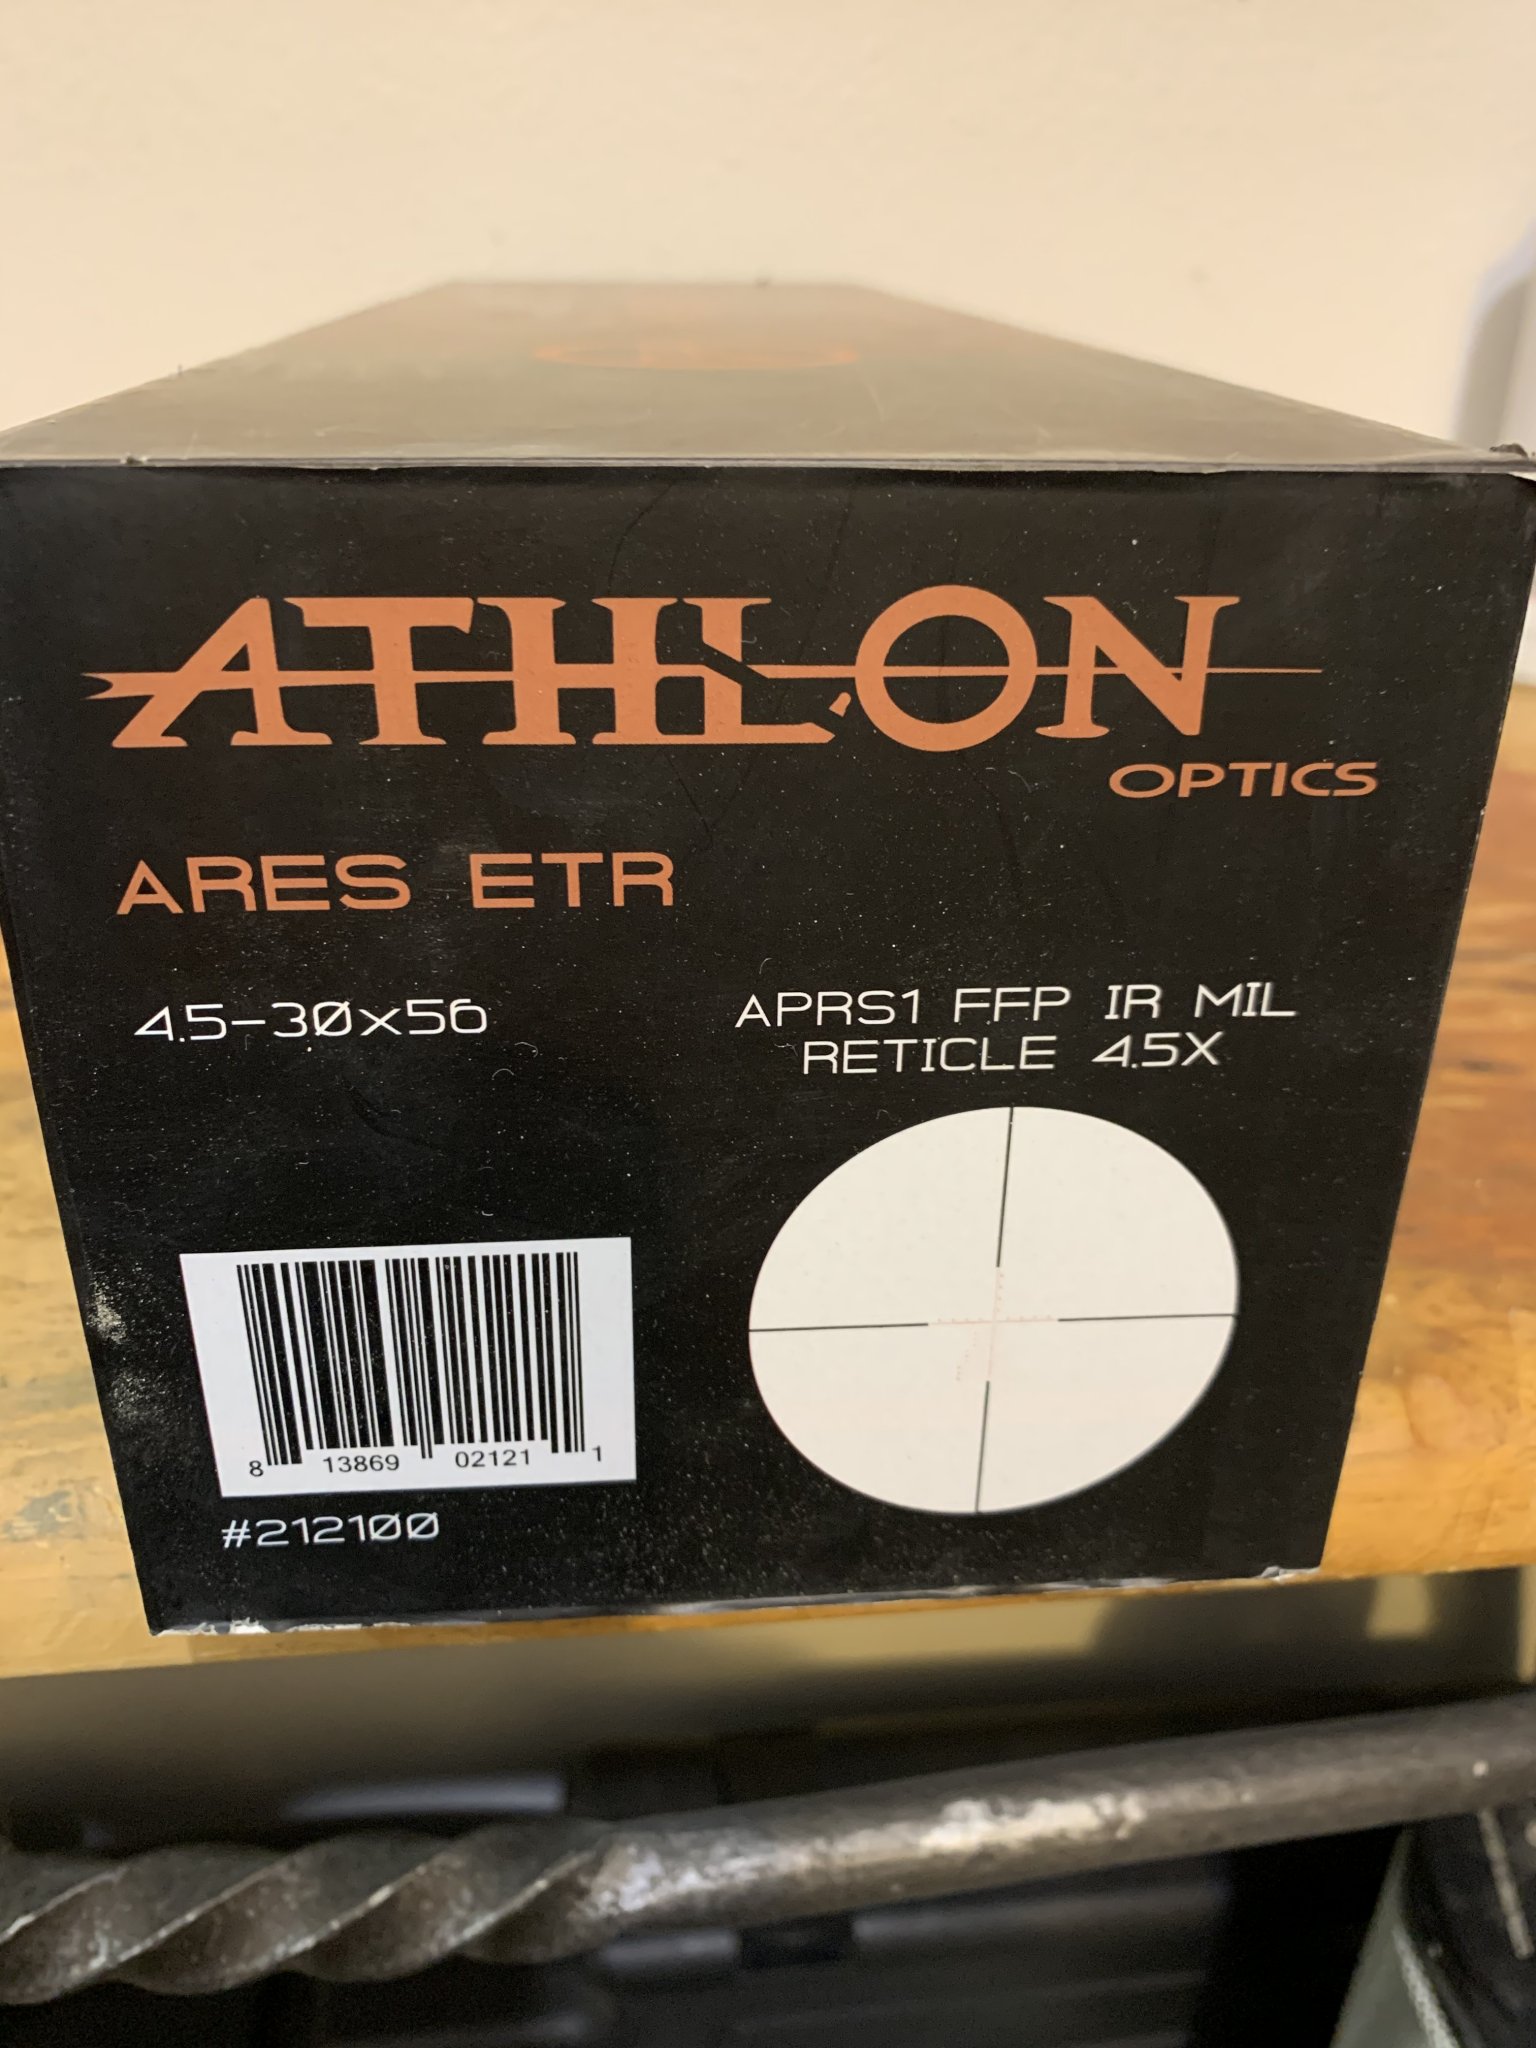 ATHLON
OPTICS
ARES ETR
4.5-30x56
APRS1 FFP IR MIL
RETICLE 4.5X
8 13869 02121 1
#212100